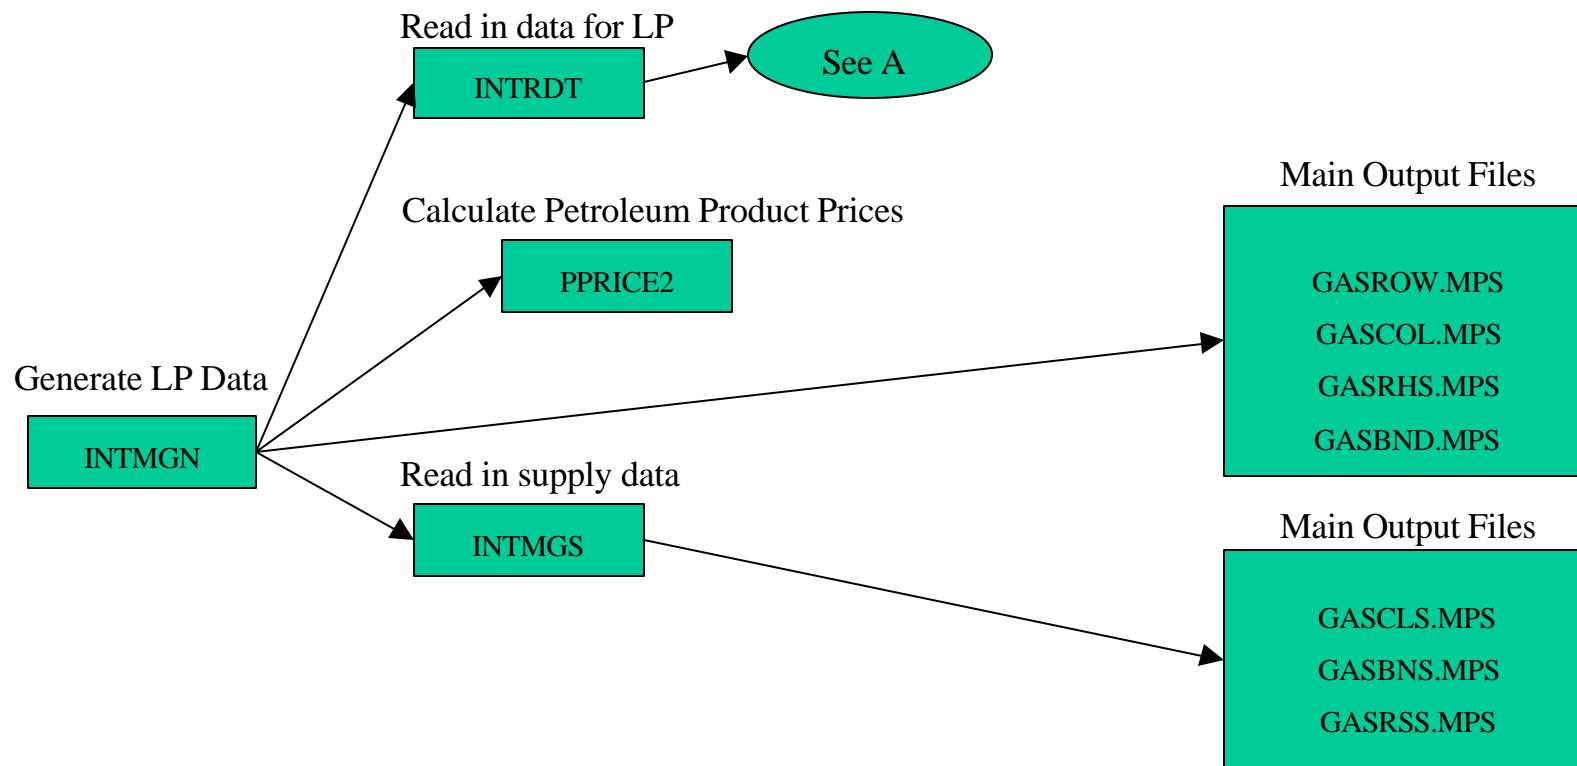 Read in data for LP
INTRDT
See A
Calculate Petroleum Product Prices
PPRICE2
Generate LP Data
INTMGN
Read in supply data
INTMGS
Main Output Files
GASROW.MPS
GASCOL.MPS
GASRHS.MPS
GASBND.MPS
Main Output Files
GASCLS.MPS
GASBNS.MPS
GASRSS.MPS